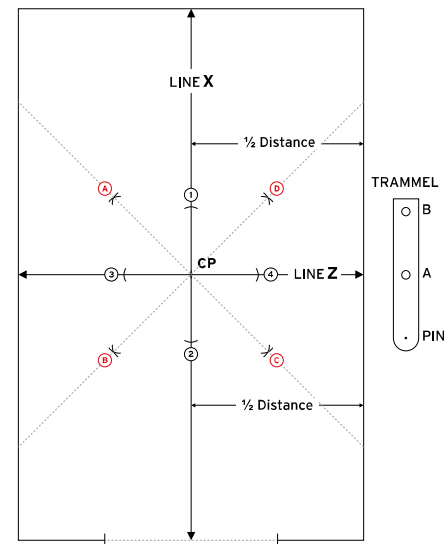 LINE X
½ Distance
TRAMMEL
A
D
1
B
CP
3
4
LINE Z
A
2
B
C
PIN
½ Distance